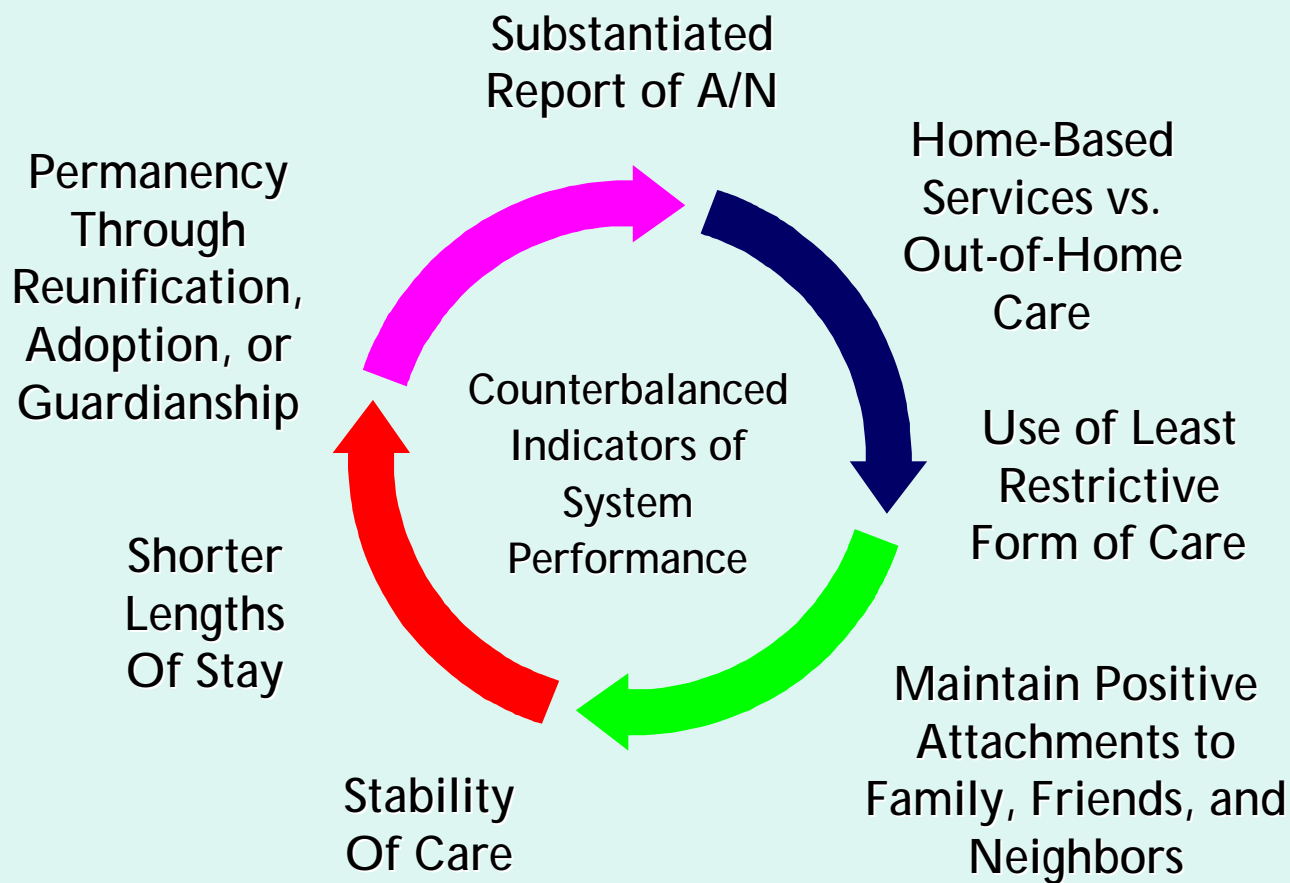 Substantiated
Report of A/N
Home-Based
Services vs.
Out-of-Home
Care
Use of Least
Restrictive
Form of Care
Maintain Positive
Attachments to
Family, Friends, and
Neighbors
Stability
Of Care
Shorter
Lengths
Of Stay
Permanency
Through
Reunification,
Adoption, or
Guardianship
Counterbalanced
Indicators of
System
Performance